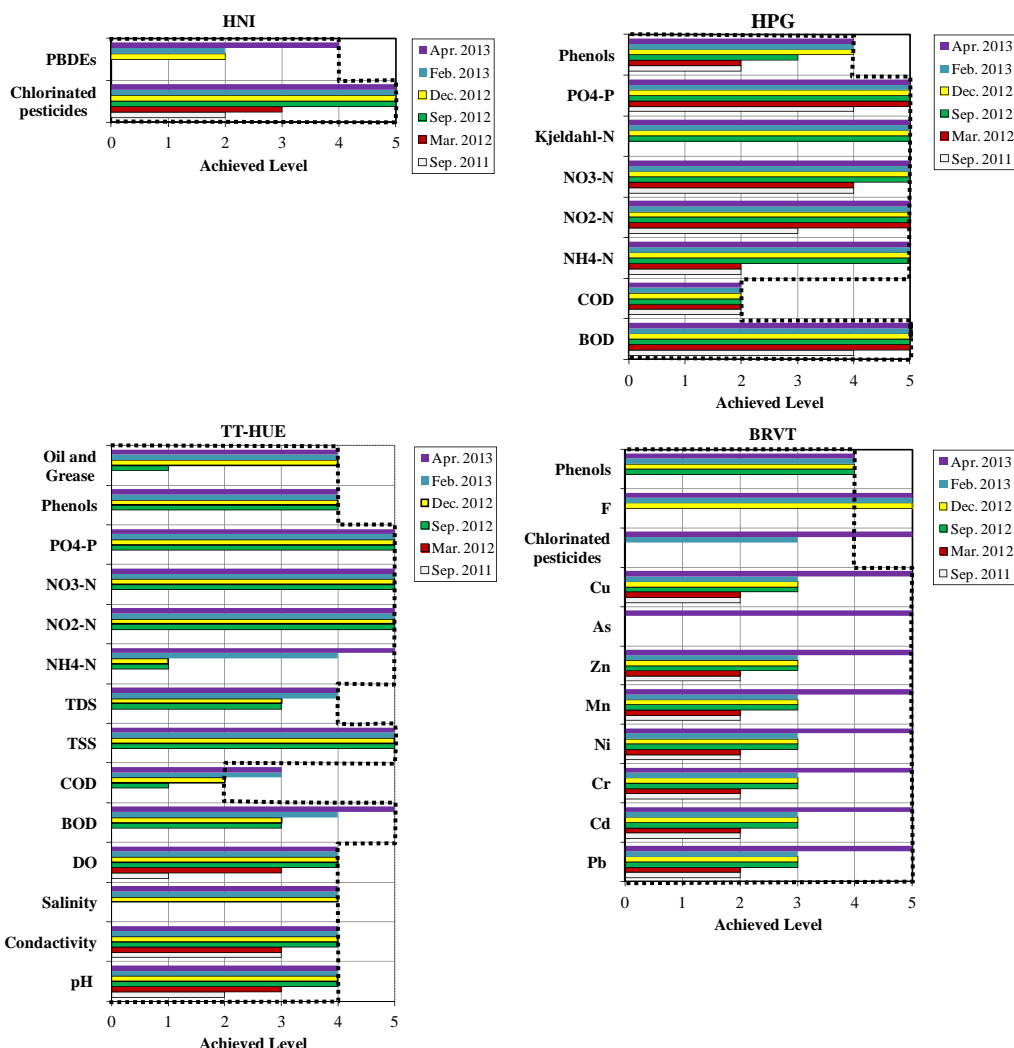 HNI
PBDEs
Chlorinated
pesticides
0 1 2 3 4 5
Achieved Level
Apr. 2013
Feb. 2013
Dec. 2012
Sep. 2012
Mar. 2012
Sep. 2011
HPG
Phenols
PO4-P
Kjeldahl-N
NO3-N
NO2-N
NH4-N
COD
BOD
0 1 2 3 4 5
Achieved Level
Apr. 2013
Feb. 2013
Dec. 2012
Sep. 2012
Mar. 2012
Sep. 2011
TT-HUE
Oil and
Grease
Phenols
PO4-P
NO3-N
NO2-N
NH4-N
TDS
TSS
COD
BOD
DO
Salinity
Condactivity
pH
0 1 2 3 4 5
Achieved Level
Apr. 2013
Feb. 2013
Dec. 2012
Sep. 2012
Mar. 2012
Sep. 2011
BRVT
Phenols
F
Chlorinated
pesticides
Cu
As
Zn
Mn
Ni
Cr
Cd
Pb
0 1 2 3 4 5
Achieved Level
Apr. 2013
Feb. 2013
Dec. 2012
Sep. 2012
Mar. 2012
Sep. 2011